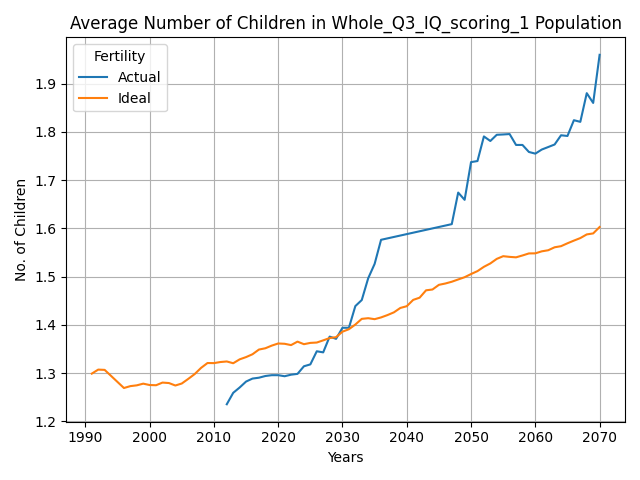 Average Number of Children in Whole_Q3_IQ_scoring_1 Population
Fertility
Actual
Ideal
No. of Children
1.9
1.8
1.7
1.6
1.5
1.4
1.3
1.2
1990 2000 2010 2020 2030 2040 2050 2060 2070
Years